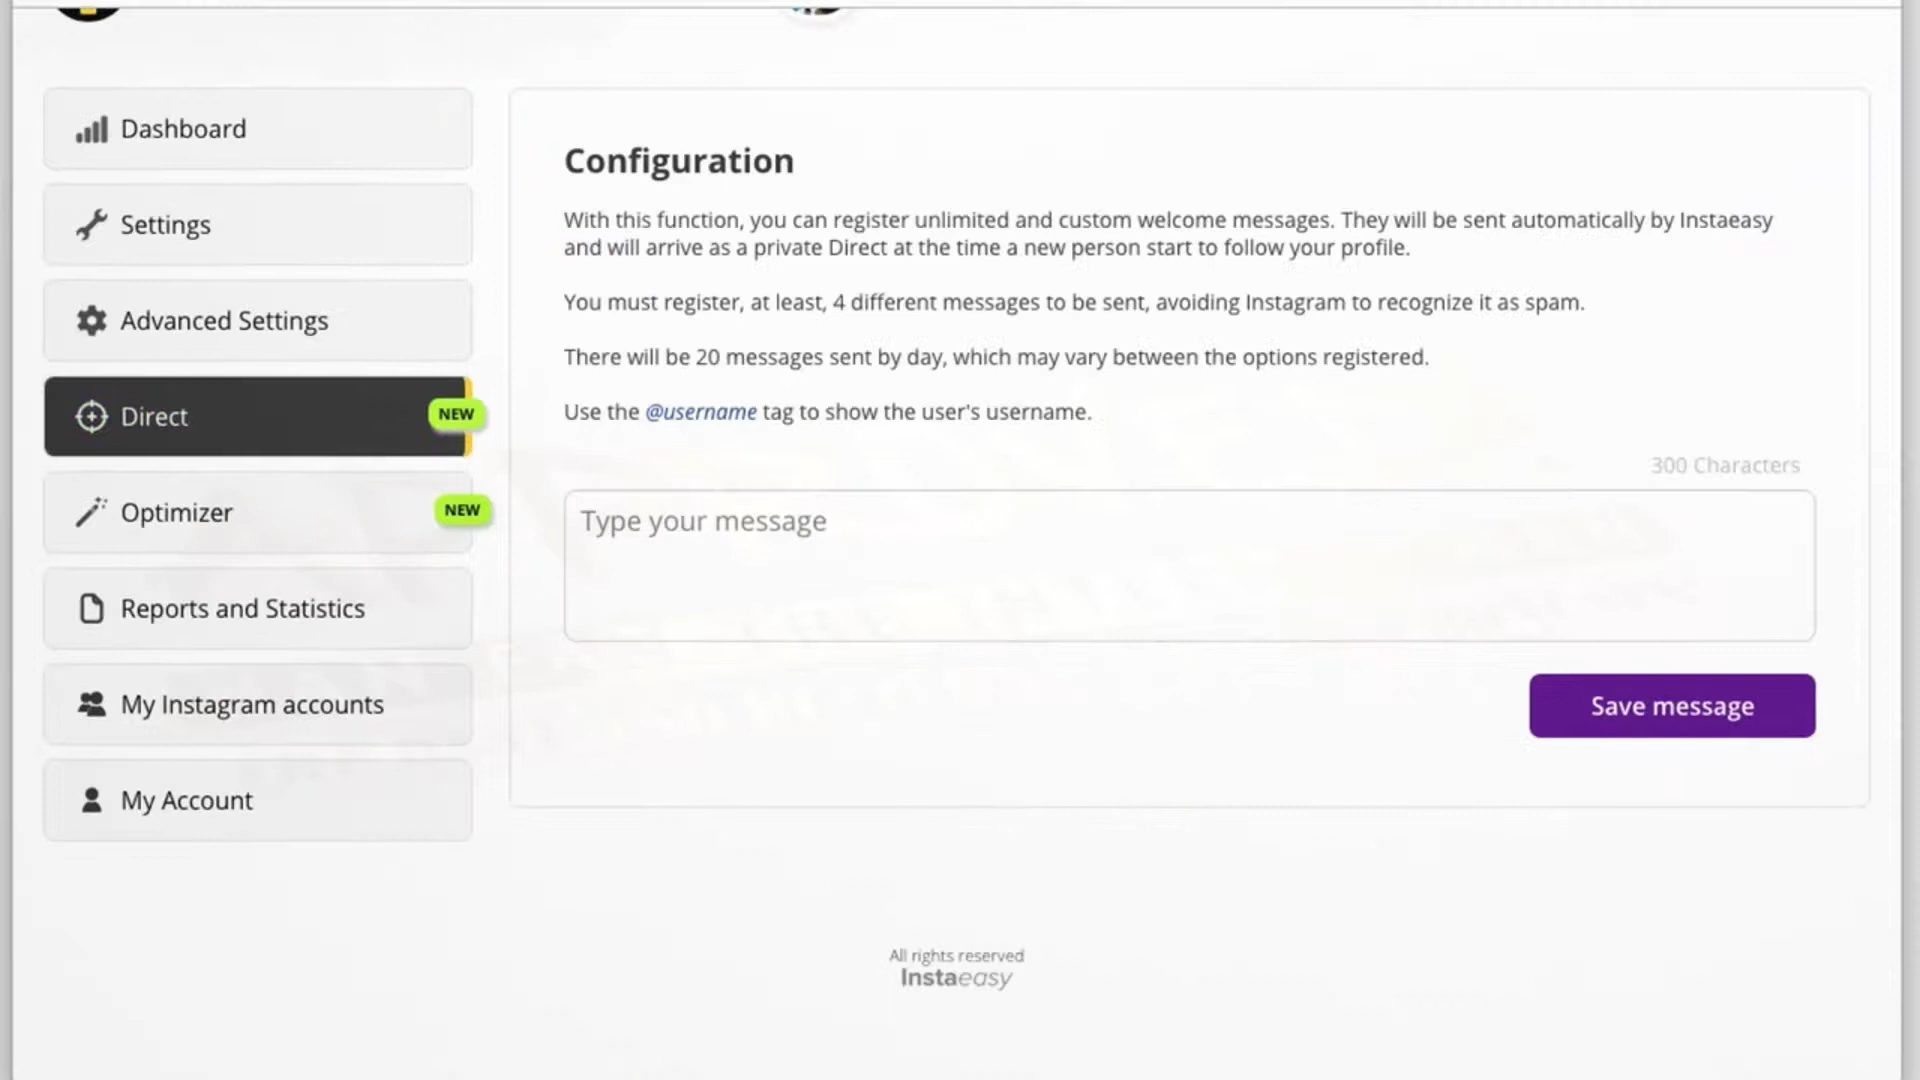 Dashboard
Settings
Advanced Settings
Direct
NEW
Optimizer
NEW
Reports and Statistics
My Instagram accounts
My Account
Configuration
With this function, you can register unlimited and custom welcome messages. They will be sent automatically by Instaeasy
and will arrive as a private Direct at the time a new person start to follow your profile.
You must register, at least, 4 different messages to be sent, avoiding Instagram to recognize it as spam.
There will be 20 messages sent by day, which may vary between the options registered.
Use the @username tag to show the user's username.
300 Characters
Type your message
Save message
All rights reserved
Instaeasy